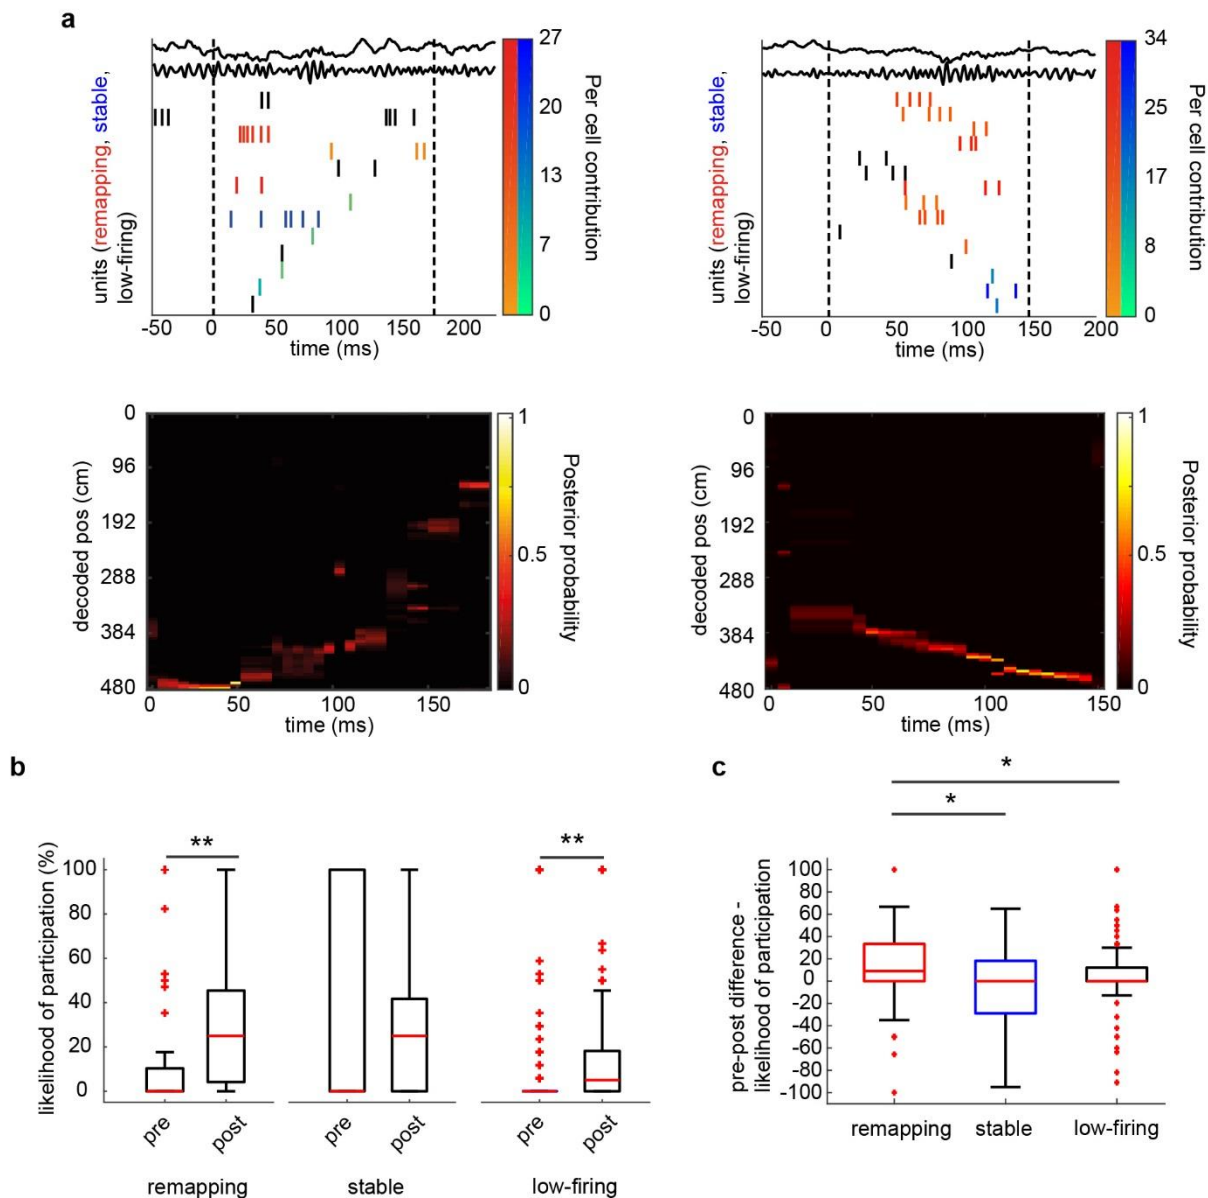 a
units (remapping, stable,
low-firing)
27
20
13
7
0
Per cell contribution
-50 0 50 100 150 200
time (ms)
units (remapping, stable,
low-firing)
34
25
17
8
0
Per cell contribution
-50 0 50 100 150 200
time (ms)
decoded pos (cm)
0
96
192
288
384
480
0 50 100 150
time (ms)
1
0.5
0
Posterior probability
decoded pos (cm)
0
96
192
288
384
480
0 50 100 150
time (ms)
1
0.5
0
Posterior probability
b
likelihood of participation (%)
100
80
60
40
20
0
** **
pre post pre post pre post
remapping stable low-firing
c
pre-post difference -
likelihood of participation
*
*
100
80
60
40
20
0
-20
-40
-60
-80
-100
remapping stable low-firing